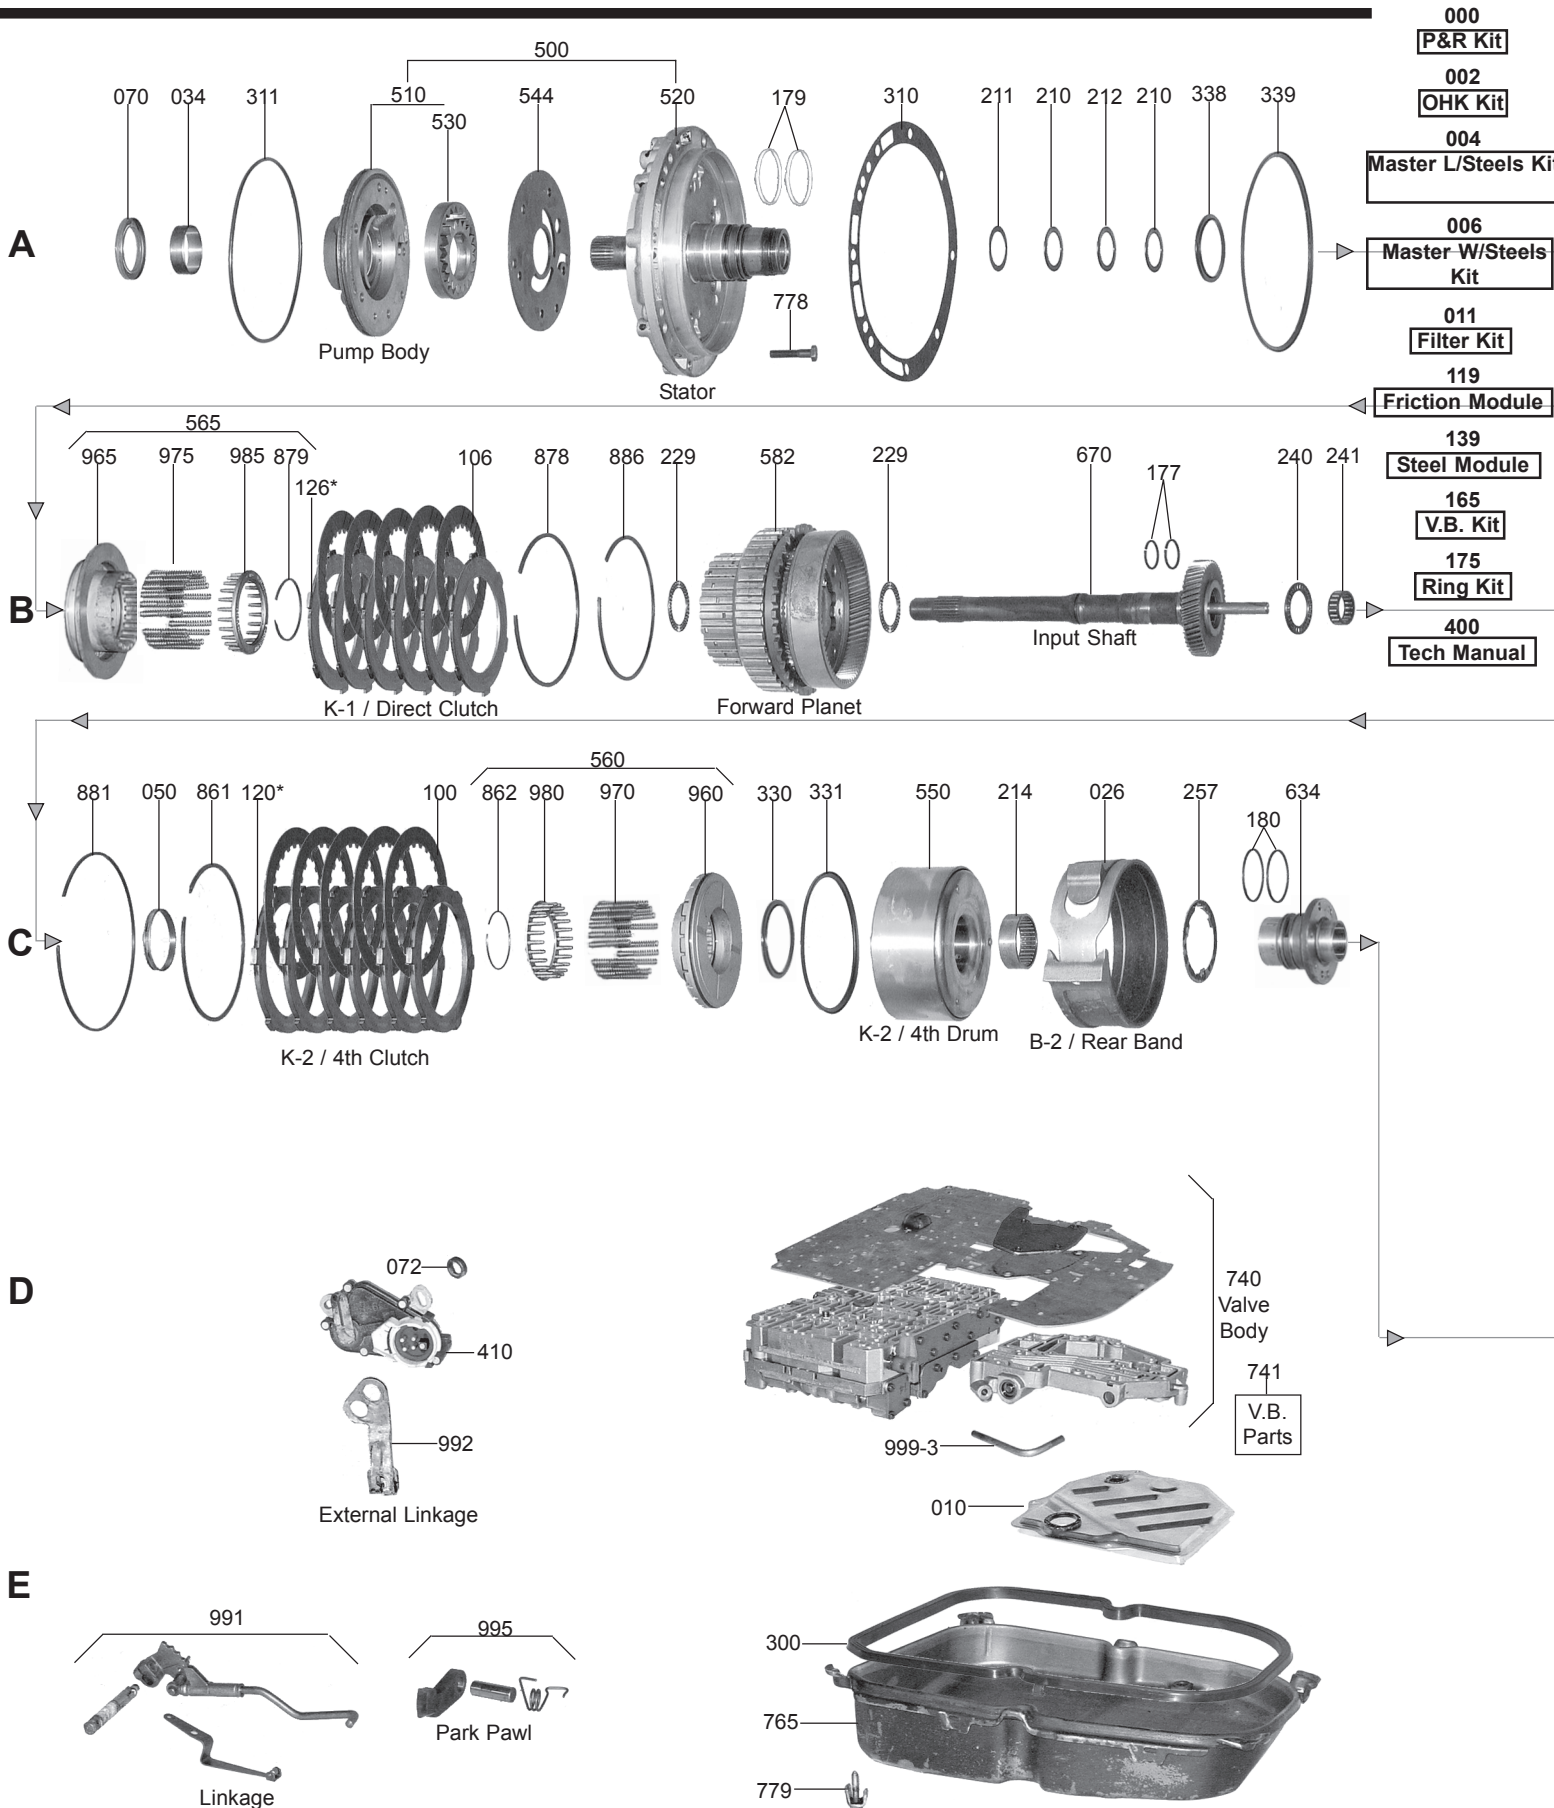 000
P&R Kit
002
OHK Kit
004
Master L/Steels Kit
006
Master W/Steels
Kit
011
Filter Kit
119
Friction Module
139
Steel Module
165
V.B. Kit
175
Ring Kit
400
Tech Manual
A
500
070 034 311 510 544 520 179 310 211 210 212 210 338 339
530
778
Pump Body
Stator
B
565
965 975 985 879 106 878 886 229 582 229 670 177 240 241
126*
Input Shaft
K-1 / Direct Clutch
Forward Planet
C
560
881 050 861 120* 100 862 980 970 960 330 331 550 214 026 257 634
180
K-2 / 4th Drum
B-2 / Rear Band
K-2 / 4th Clutch
D
072
410
992
External Linkage
740
Valve
Body
741
V.B.
Parts
999-3
010
E
991
995
Park Pawl
Linkage
300
765
779